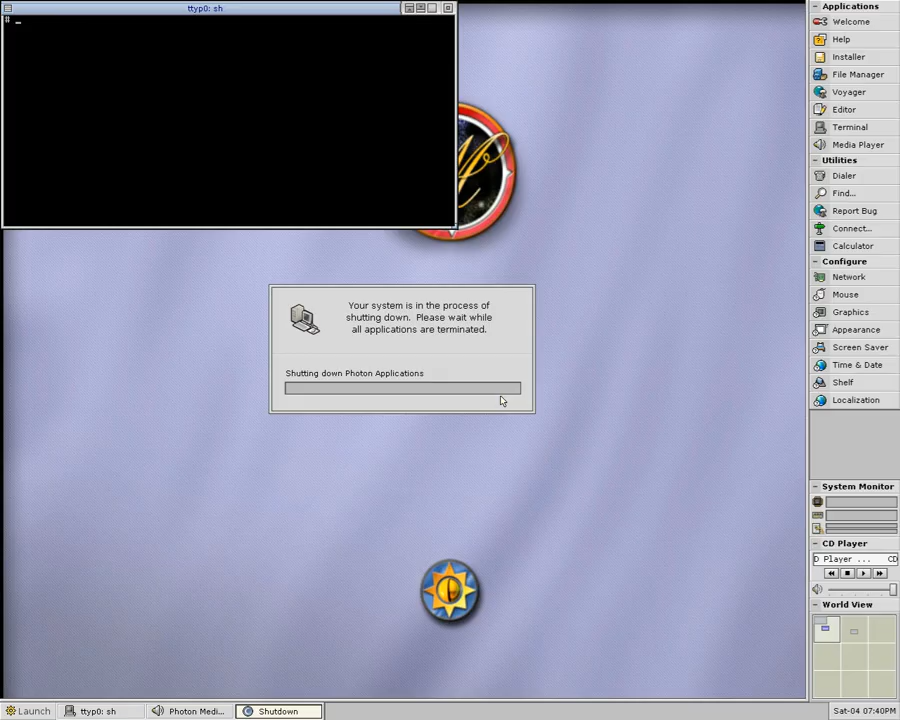 ttyp0: sh
# _
Your system is in the process of
shutting down. Please wait while
all applications are terminated.
Shutting down Photon Applications
Applications
Welcome
Help
Installer
File Manager
Voyager
Editor
Terminal
Media Player
Utilities
Dialer
Find...
Report Bug
Connect...
Calculator
Configure
Network
Mouse
Graphics
Appearance
Screen Saver
Time & Date
Shelf
Localization
System Monitor
CD Player
D Player ... CD
World View
Launch
ttyp0: sh
Photon Medi...
Shutdown
Sat-04 07:40PM